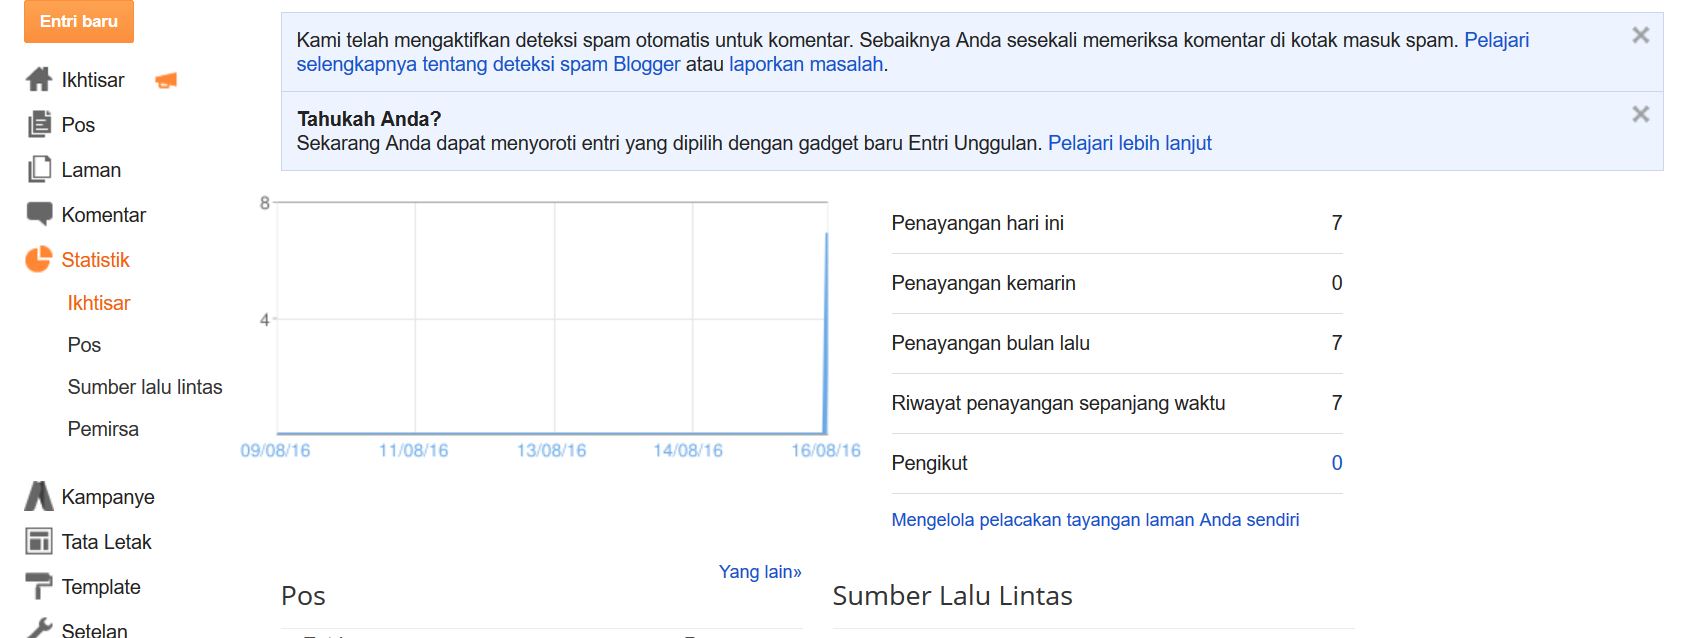 Entri baru
Ikhtisar
Pos
Laman
Komentar
Statistik
Ikhtisar
Pos
Sumber lalu lintas
Pemirsa
Kampanye
Tata Letak
Template
Setelan
Kami telah mengaktifkan deteksi spam otomatis untuk komentar. Sebaiknya Anda sesekali memeriksa komentar di kotak masuk spam. Pelajari
selengkapnya tentang deteksi spam Blogger atau laporkan masalah.
Tahukah Anda?
Sekarang Anda dapat menyoroti entri yang dipilih dengan gadget baru Entri Unggulan. Pelajari lebih lanjut
8
4
09/08/16 11/08/16 13/08/16 14/08/16 16/08/16
Penayangan hari ini 7
Penayangan kemarin 0
Penayangan bulan lalu 7
Riwayat penayangan sepanjang waktu 7
Pengikut 0
Mengelola pelacakan tayangan laman Anda sendiri
Yang lain»
Pos
Sumber Lalu Lintas